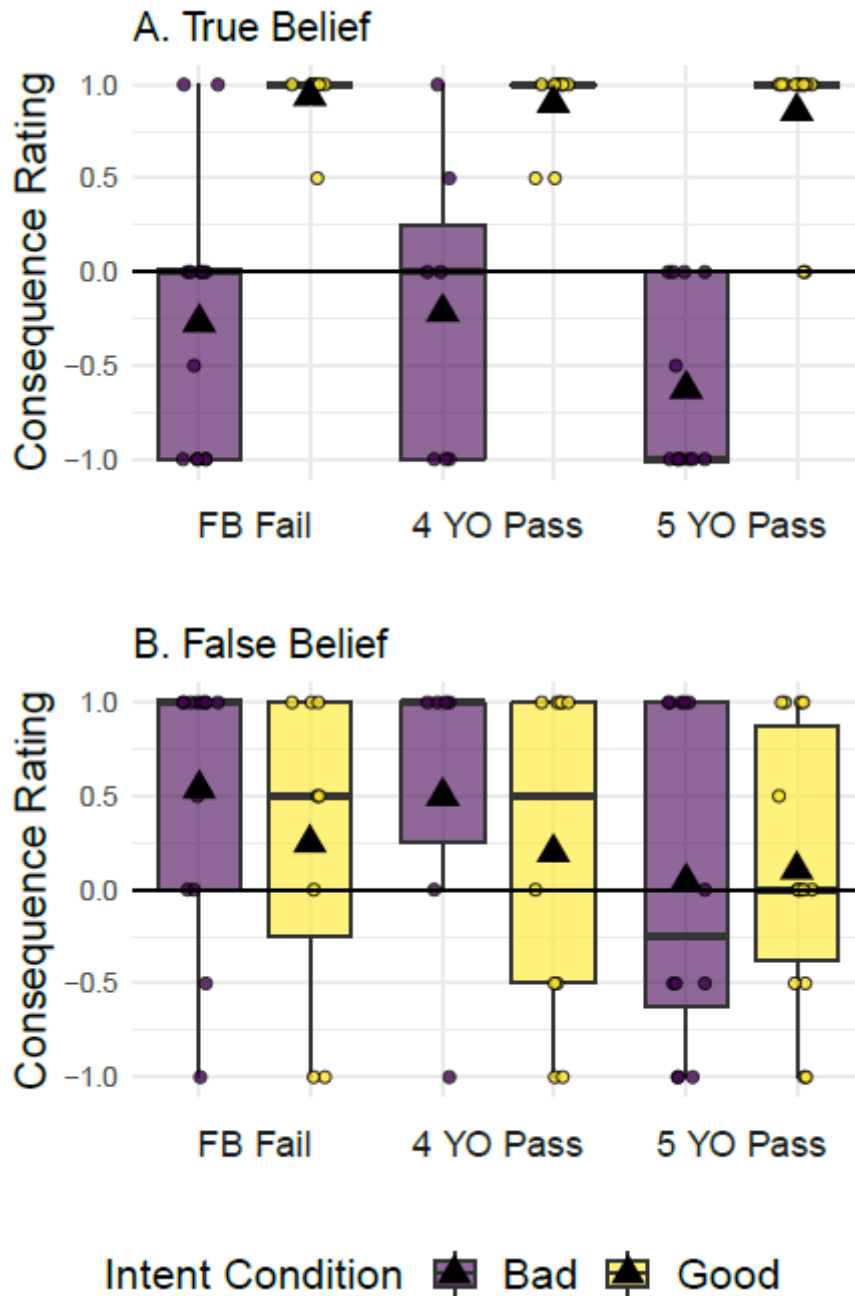 A. True Belief
Consequence Rating
1.0
0.5
0.0
−0.5
−1.0
FB Fail
4 YO Pass
5 YO Pass
B. False Belief
Consequence Rating
1.0
0.5
0.0
−0.5
−1.0
FB Fail
4 YO Pass
5 YO Pass
Intent Condition Bad Good